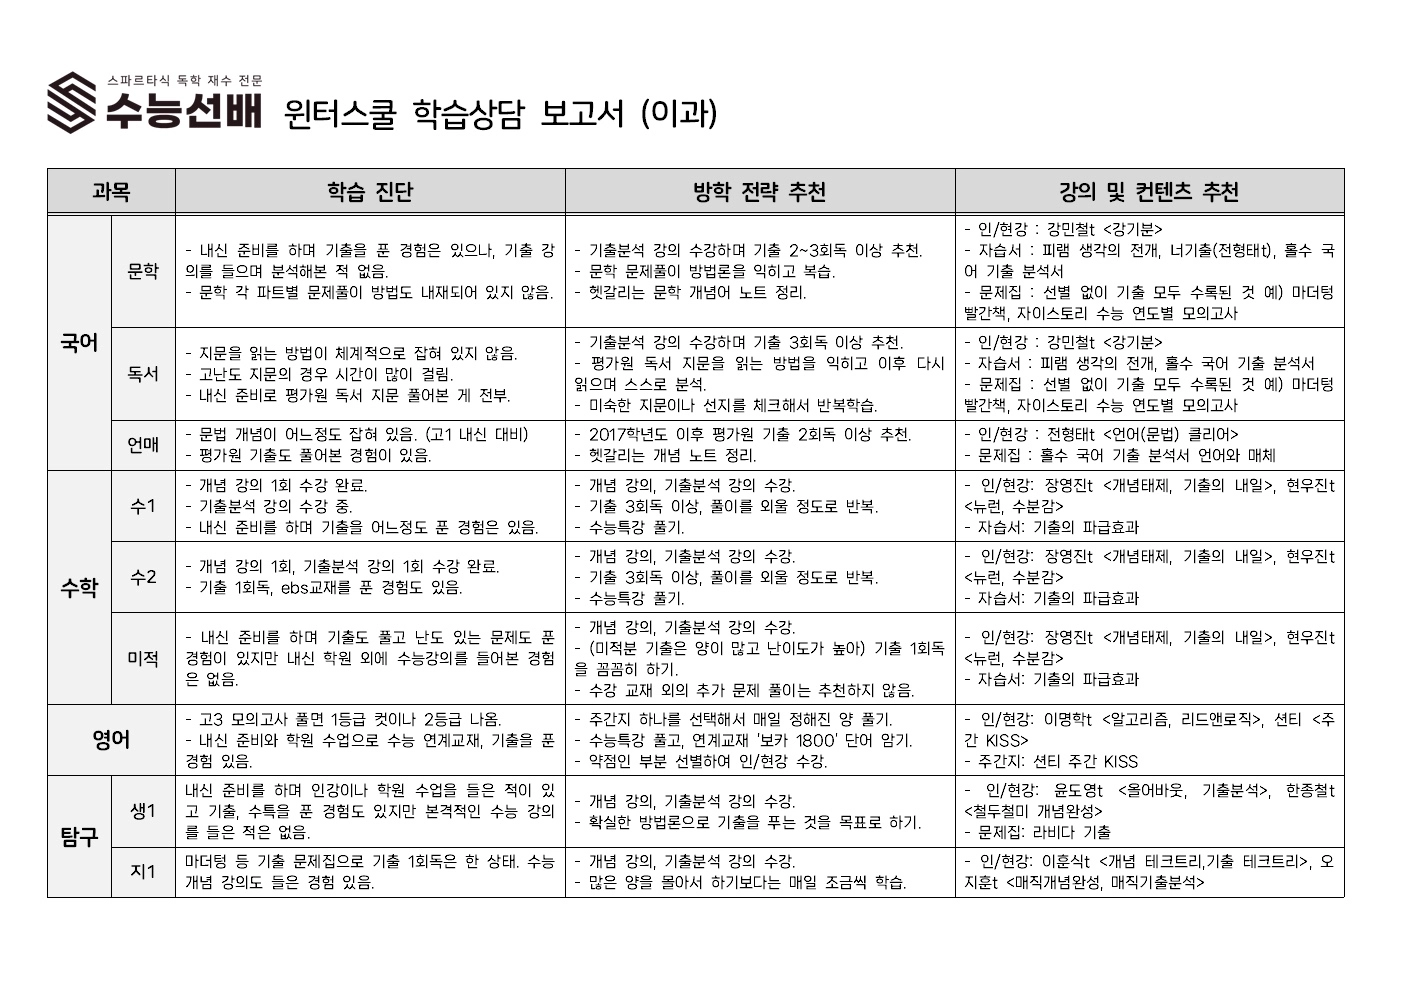 스파르타식 독학 재수 전문
수능선배 윈터스쿨 학습상담 보고서 (이과)
과목 학습 진단 방학 전략 추천 강의 및 컨텐츠 추천
국어
문학
- 내신 준비를 하며 기출을 푼 경험은 있으나, 기출 강
의를 들으며 분석해본 적 없음.
- 문학 각 파트별 문제풀이 방법도 내재되어 있지 않음.
- 기출분석 강의 수강하며 기출 2~3회독 이상 추천.
- 문학 문제풀이 방법론을 익히고 복습.
- 헷갈리는 문학 개념어 노트 정리.
- 인/현강 : 강민철t <강기분>
- 자습서 : 피램 생각의 전개, 너기출(전형태t), 홀수 국
어 기출 분석서
- 문제집 : 선별 없이 기출 모두 수록된 것 예) 마더텅
빨간책, 자이스토리 수능 연도별 모의고사
독서
- 지문을 읽는 방법이 체계적으로 잡혀 있지 않음.
- 고난도 지문의 경우 시간이 많이 걸림.
- 내신 준비로 평가원 독서 지문 풀어본 게 전부.
- 기출분석 강의 수강하며 기출 3회독 이상 추천.
- 평가원 독서 지문을 읽는 방법을 익히고 이후 다시
읽으며 스스로 분석.
- 미숙한 지문이나 선지를 체크해서 반복학습.
- 인/현강 : 강민철t <강기분>
- 자습서 : 피램 생각의 전개, 홀수 국어 기출 분석서
- 문제집 : 선별 없이 기출 모두 수록된 것 예) 마더텅
빨간책, 자이스토리 수능 연도별 모의고사
언매
- 문법 개념이 어느정도 잡혀 있음. (고1 내신 대비)
- 평가원 기출도 풀어본 경험이 있음.
- 2017학년도 이후 평가원 기출 2회독 이상 추천.
- 헷갈리는 개념 노트 정리.
- 인/현강 : 전형태t <언어(문법) 클리어>
- 문제집 : 홀수 국어 기출 분석서 언어와 매체
수학
수1
- 개념 강의 1회 수강 완료.
- 기출분석 강의 수강 중.
- 내신 준비를 하며 기출을 어느정도 푼 경험은 있음.
- 개념 강의, 기출분석 강의 수강.
- 기출 3회독 이상, 풀이를 외울 정도로 반복.
- 수능특강 풀기.
- 인/현강: 장영진t <개념태제, 기출의 내일>, 현우진t
<뉴런, 수분감>
- 자습서: 기출의 파급효과
수2
- 개념 강의 1회, 기출분석 강의 1회 수강 완료.
- 기출 1회독, ebs교재를 푼 경험도 있음.
- 개념 강의, 기출분석 강의 수강.
- 기출 3회독 이상, 풀이를 외울 정도로 반복.
- 수능특강 풀기.
- 인/현강: 장영진t <개념태제, 기출의 내일>, 현우진t
<뉴런, 수분감>
- 자습서: 기출의 파급효과
미적
- 내신 준비를 하며 기출도 풀고 난도 있는 문제도 푼
경험이 있지만 내신 학원 외에 수능강의를 들어본 경험
은 없음.
- 개념 강의, 기출분석 강의 수강.
- (미적분 기출은 양이 많고 난이도가 높아) 기출 1회독
을 꼼꼼히 하기.
- 수강 교재 외의 추가 문제 풀이는 추천하지 않음.
- 인/현강: 장영진t <개념태제, 기출의 내일>, 현우진t
<뉴런, 수분감>
- 자습서: 기출의 파급효과
영어
- 고3 모의고사 풀면 1등급 컷이나 2등급 나옴.
- 내신 준비와 학원 수업으로 수능 연계교재, 기출을 푼
경험 있음.
- 주간지 하나를 선택해서 매일 정해진 양 풀기.
- 수능특강 풀고, 연계교재 '보카 1800' 단어 암기.
- 약점인 부분 선별하여 인/현강 수강.
- 인/현강: 이명학t <알고리즘, 리드앤로직>, 션티 <주
간 KISS>
- 주간지: 션티 주간 KISS
탐구
생1
내신 준비를 하며 인강이나 학원 수업을 들은 적이 있
고 기출, 수특을 푼 경험도 있지만 본격적인 수능 강의
를 들은 적은 없음.
- 개념 강의, 기출분석 강의 수강.
- 확실한 방법론으로 기출을 푸는 것을 목표로 하기.
- 인/현강: 윤도영t <올어바웃, 기출분석>, 한종철t
<철두철미 개념완성>
- 문제집: 라비다 기출
지1
마더텅 등 기출 문제집으로 기출 1회독은 한 상태. 수능
개념 강의도 들은 경험 있음.
- 개념 강의, 기출분석 강의 수강.
- 많은 양을 몰아서 하기보다는 매일 조금씩 학습.
- 인/현강: 이훈식t <개념 테크트리,기출 테크트리>, 오
지훈t <매직개념완성, 매직기출분석>